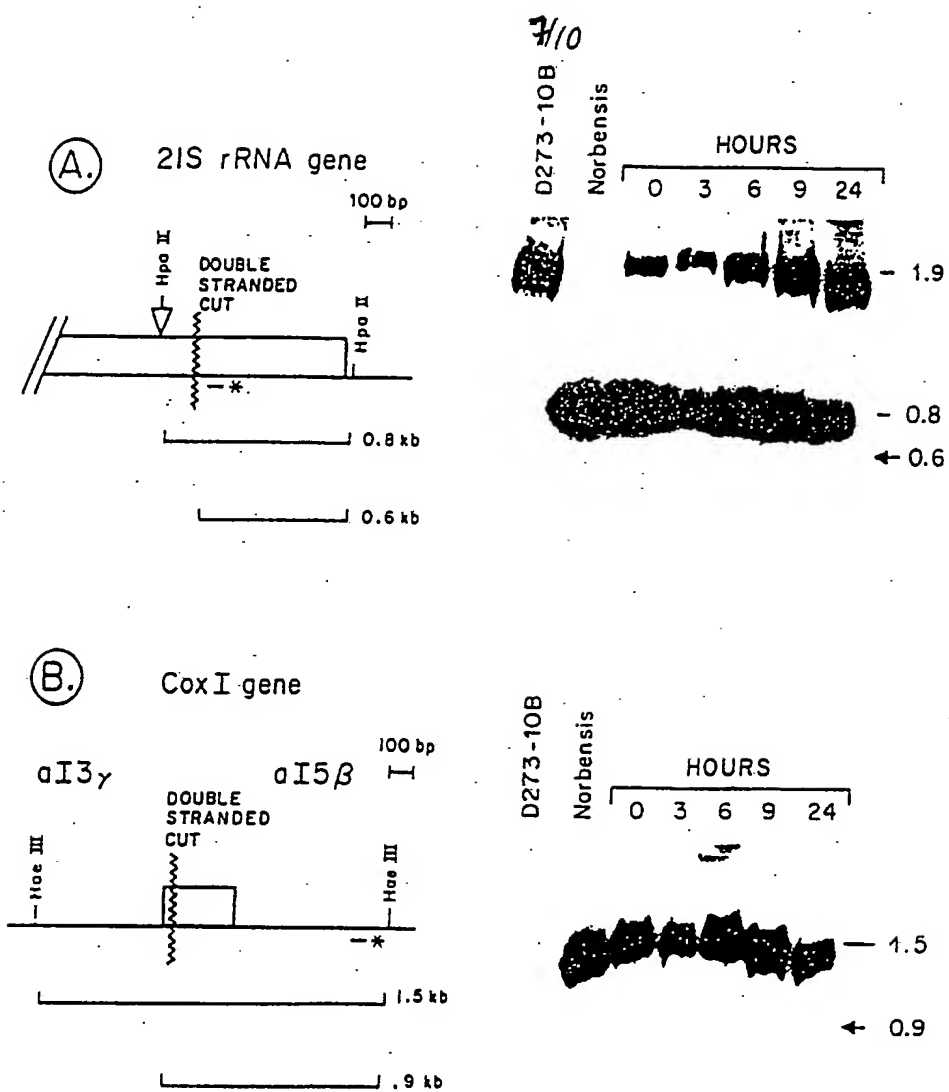 7/10
A. 21S rRNA gene
100 bp
Hpa II
DOUBLE
STRANDED
CUT
Hpa II
*
0.8 kb
0.6 kb
D273-10B
Norbensis
HOURS
0 3 6 9 24
1.9
0.8
0.6
B. Cox I gene
aI3γ
aI5β
100 bp
DOUBLE
STRANDED
CUT
Hae III
Hae III
*
1.5 kb
.9 kb
D273-10B
Norbensis
HOURS
0 3 6 9 24
1.5
0.9